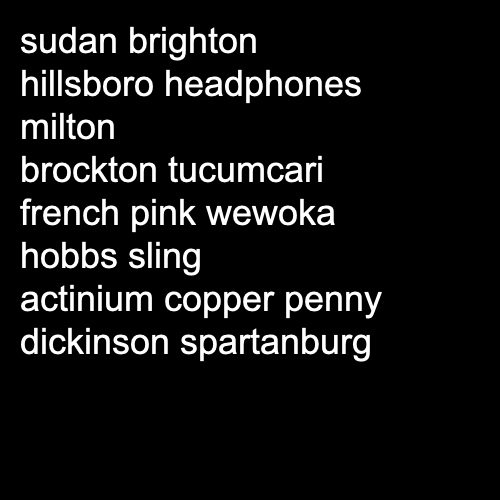 sudan brighton
hillsboro headphones
milton
brockton tucumcari
french pink wewoka
hobbs sling
actinium copper penny
dickinson spartanburg